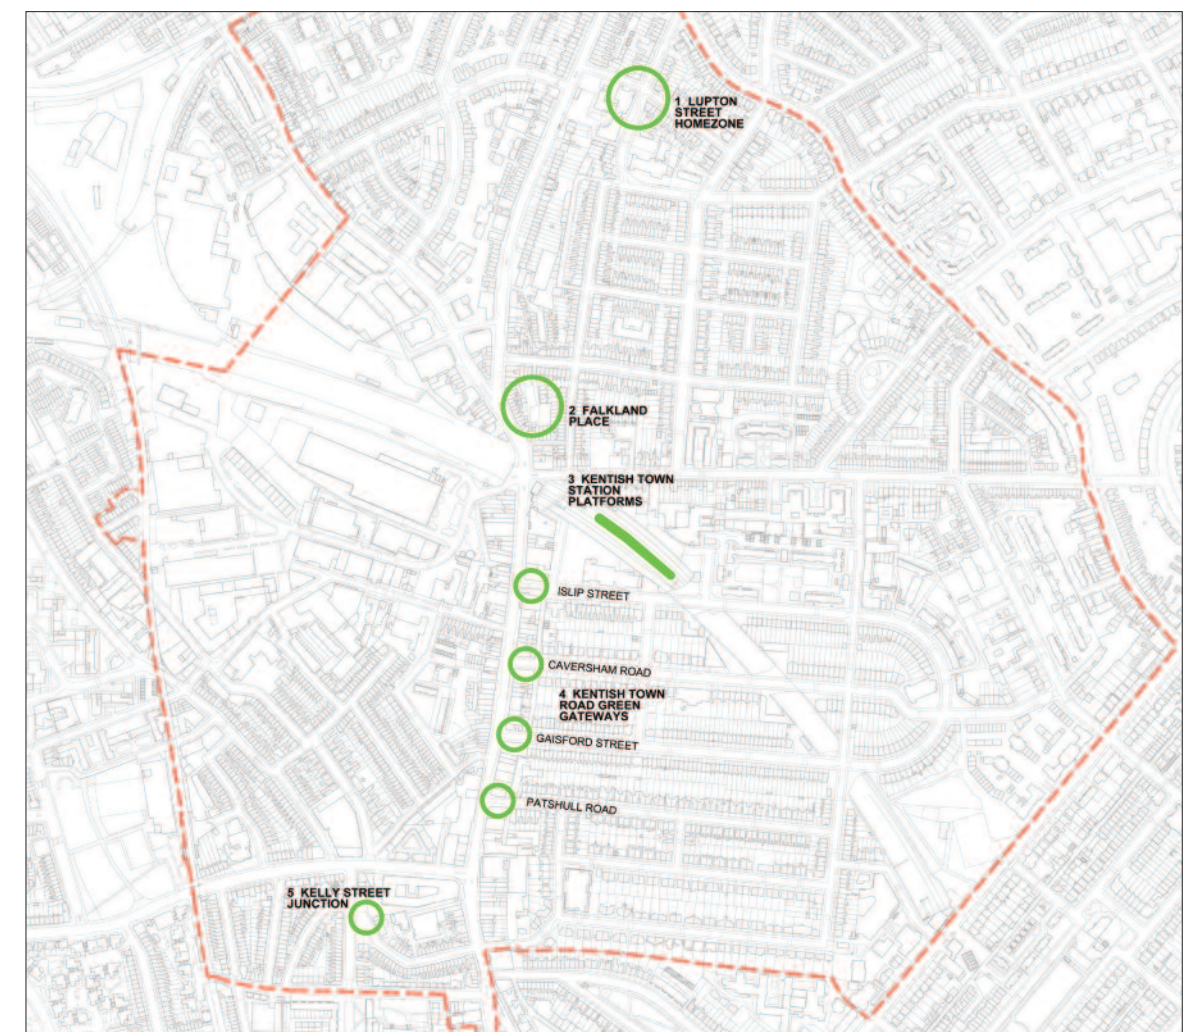 1 LUPTON
STREET
HOMEZONE
2 FALKLAND
PLACE
3 KENTISH TOWN
STATION
PLATFORMS
ISLIP STREET
CAVERSHAM ROAD
4 KENTISH TOWN
ROAD GREEN
GATEWAYS
GAISFORD STREET
PATSHULL ROAD
5 KELLY STREET
JUNCTION